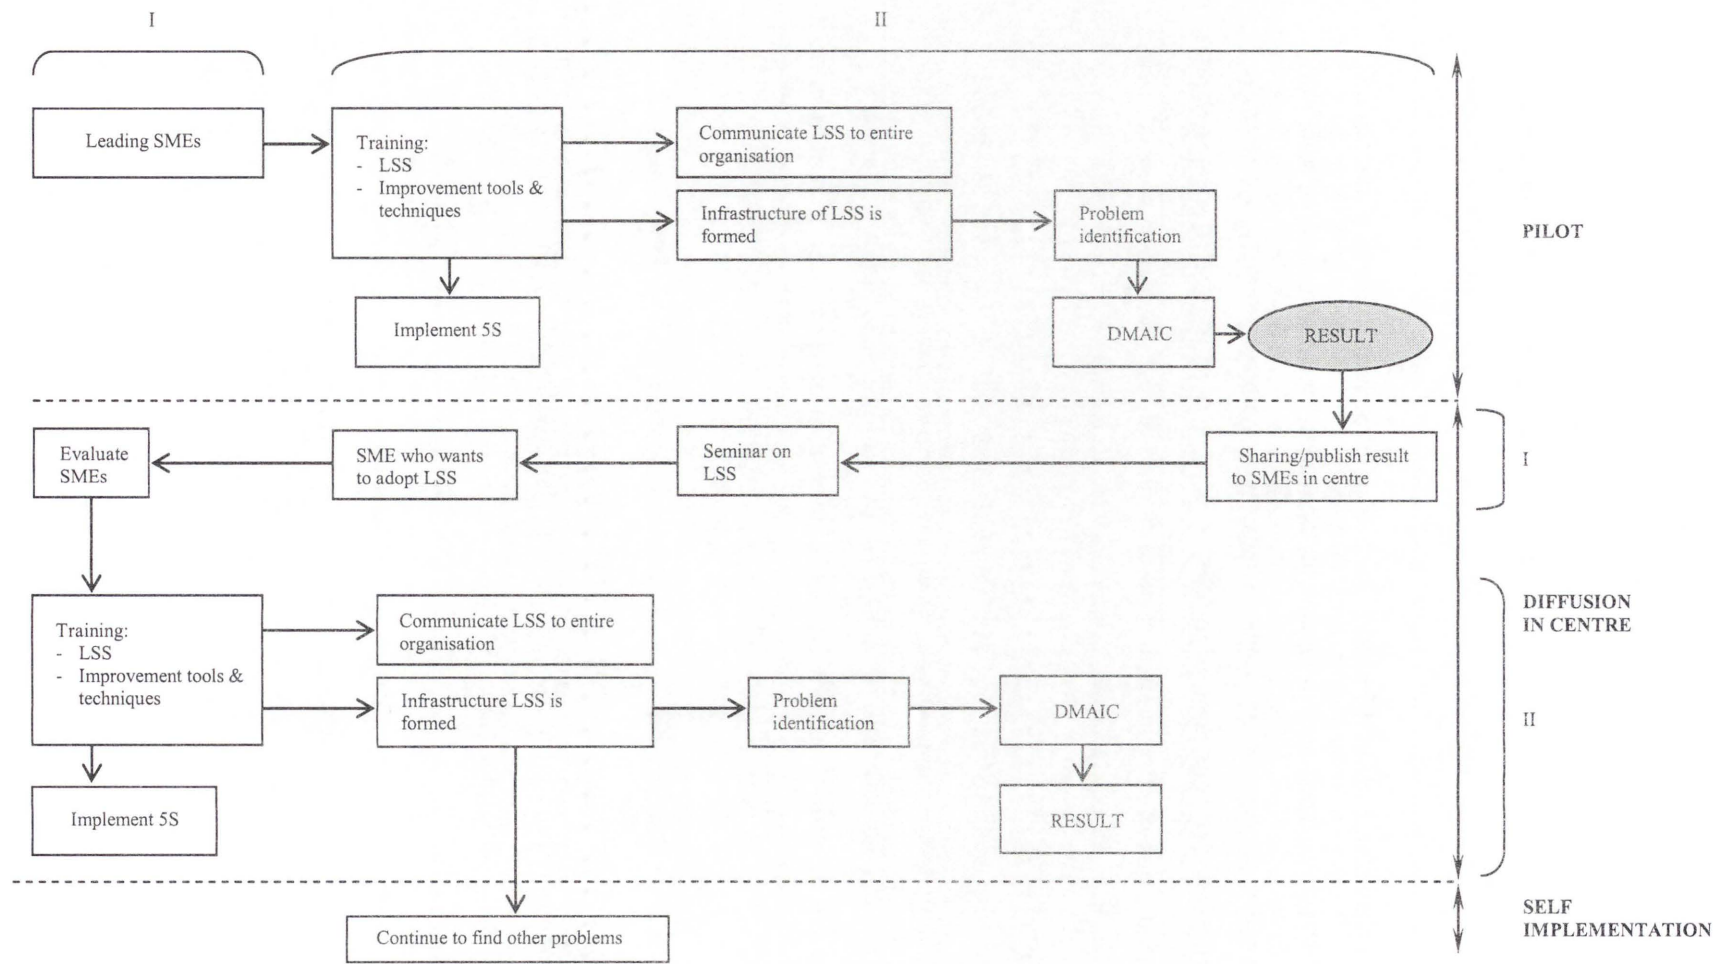 I
II
Leading SMEs
Training:
- LSS
- Improvement tools &
techniques
Communicate LSS to entire
organisation
Infrastructure of LSS is
formed
Problem
identification
PILOT
Implement 5S
DMAIC
RESULT
Evaluate
SMEs
SME who wants
to adopt LSS
Seminar on
LSS
Sharing/publish result
to SMEs in centre
I
Training:
- LSS
- Improvement tools &
techniques
Communicate LSS to entire
organisation
Infrastructure LSS is
formed
Problem
identification
DMAIC
DIFFUSION
IN CENTRE
II
Implement 5S
RESULT
Continue to find other problems
SELF
IMPLEMENTATION